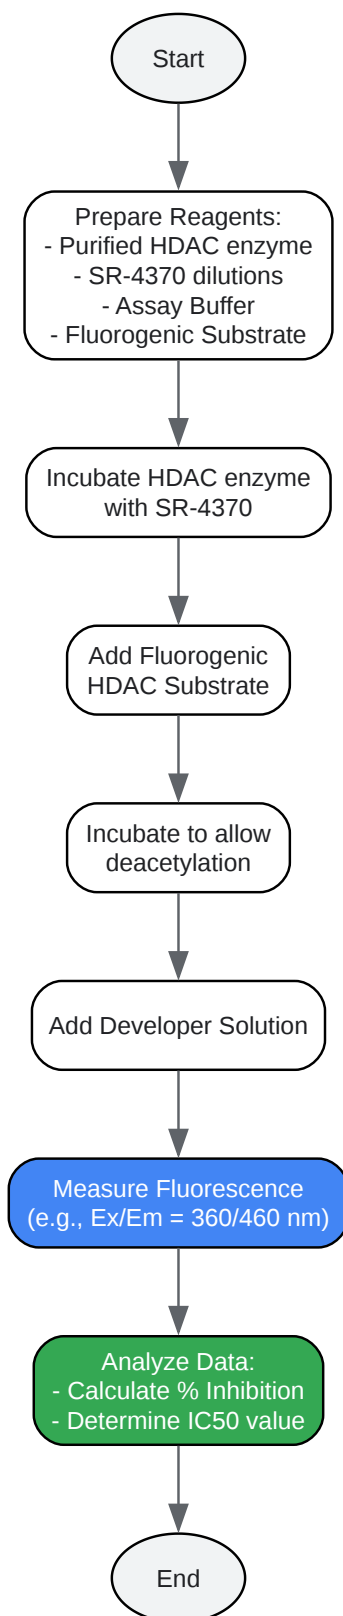 Start
Prepare Reagents:
- Purified HDAC enzyme
- SR-4370 dilutions
- Assay Buffer
- Fluorogenic Substrate
Incubate HDAC enzyme
with SR-4370
Add Fluorogenic
HDAC Substrate
Incubate to allow
deacetylation
Add Developer Solution
Measure Fluorescence
(e.g., Ex/Em = 360/460 nm)
Analyze Data:
- Calculate % Inhibition
- Determine IC50 value
End